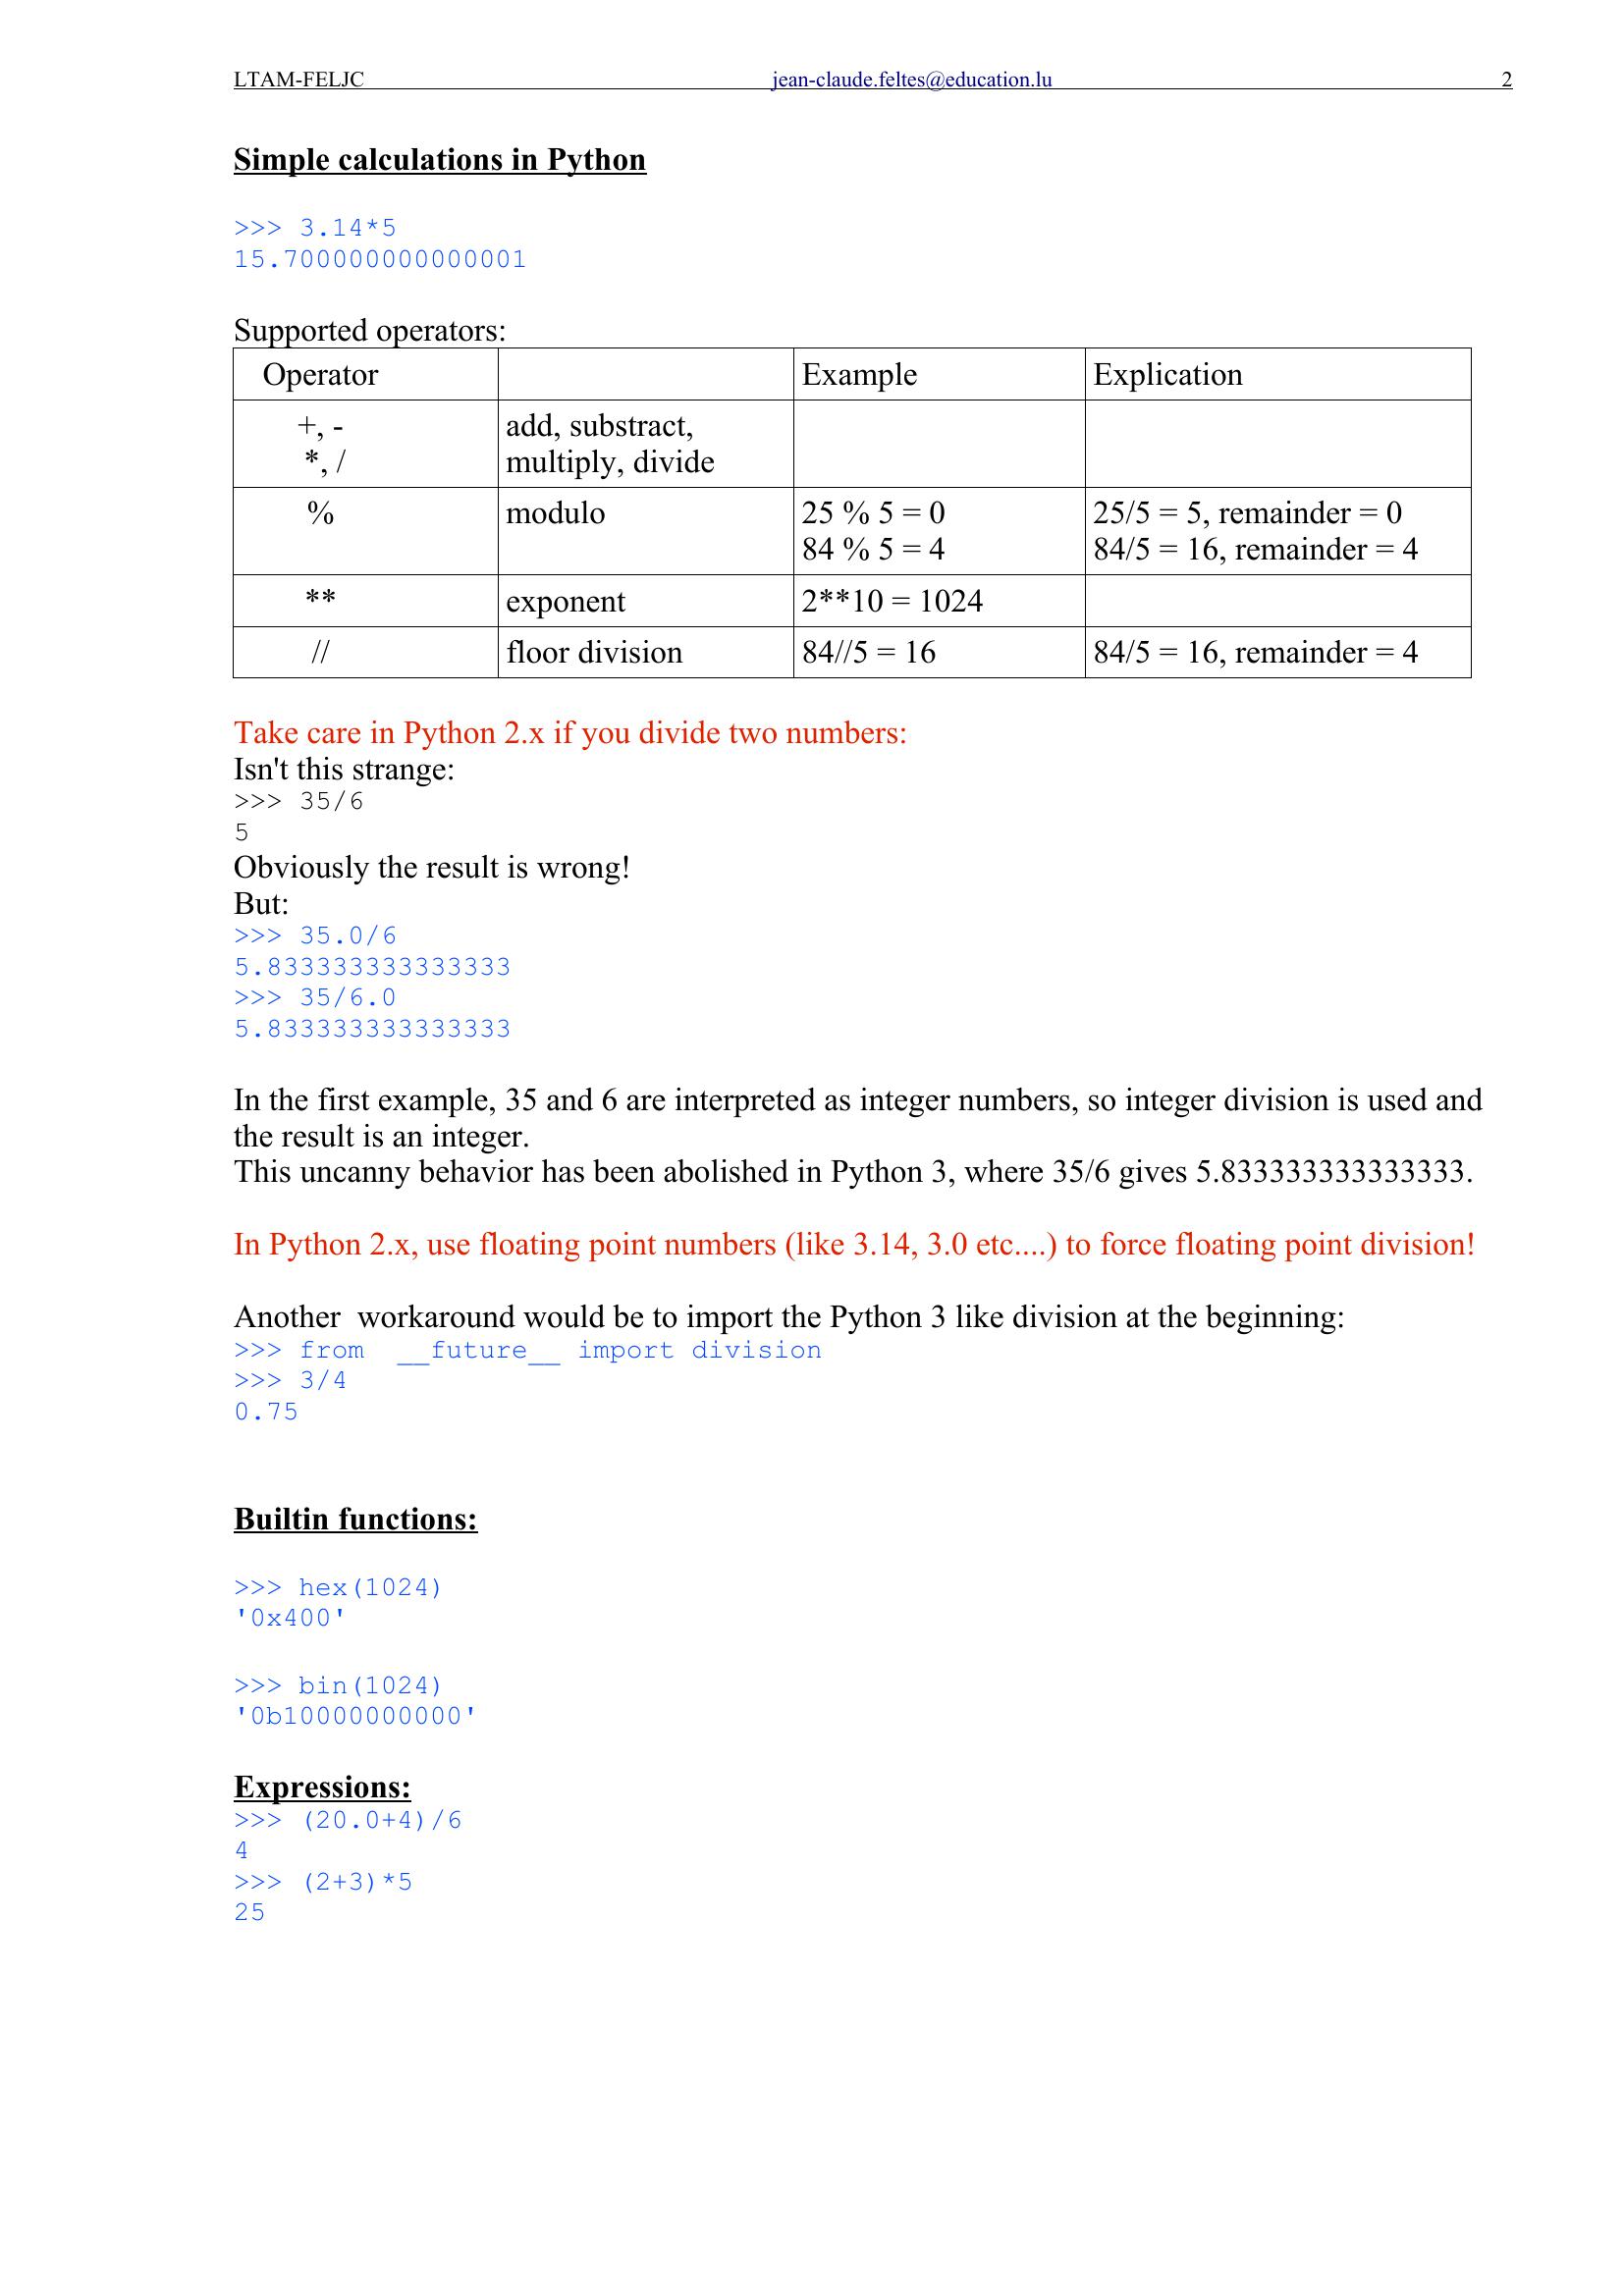 LTAM-FELJC jean-claude.feltes@education.lu 2
Simple calculations in Python
>>> 3.14*5
15.700000000000001
Supported operators:
Operator Example Explication
+, - add, substract,
*, / multiply, divide
% modulo 25 % 5 = 0 25/5 = 5, remainder = 0
84 % 5 = 4 84/5 = 16, remainder = 4
** exponent 2**10 = 1024
// floor division 84//5 = 16 84/5 = 16, remainder = 4
Take care in Python 2.x if you divide two numbers:
Isn't this strange:
>>> 35/6
5
Obviously the result is wrong!
But:
>>> 35.0/6
5.833333333333333
>>> 35/6.0
5.833333333333333
In the first example, 35 and 6 are interpreted as integer numbers, so integer division is used and
the result is an integer.
This uncanny behavior has been abolished in Python 3, where 35/6 gives 5.833333333333333.
In Python 2.x, use floating point numbers (like 3.14, 3.0 etc....) to force floating point division!
Another  workaround would be to import the Python 3 like division at the beginning:
>>> from  __future__ import division
>>> 3/4
0.75
Builtin functions:
>>> hex(1024)
'0x400'
>>> bin(1024)
'0b10000000000'
Expressions:
>>> (20.0+4)/6
4
>>> (2+3)*5
25